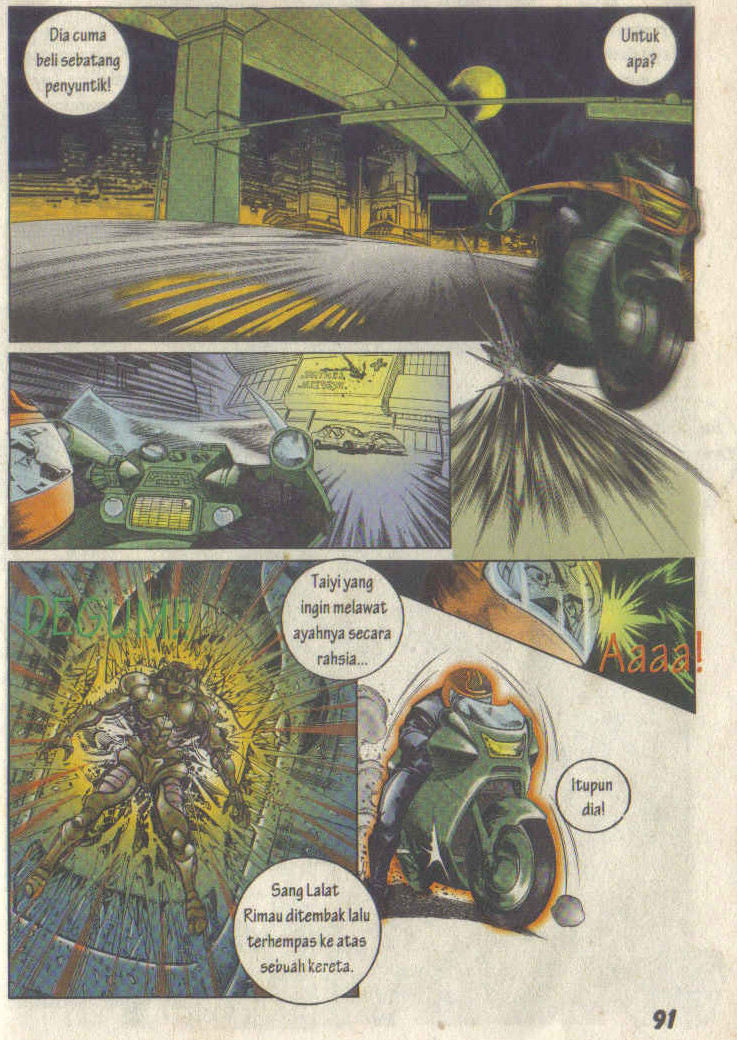 Dia cuma
beli sebatang
penyuntik!
Untuk
apa?
DEGUM!!
Taiyi yang
ingin melawat
ayahnya secara
rahsia...
Aaaa!
Itupun
dia!
Sang Lalat
Rimau ditembak lalu
terhempas ke atas
sebuah kereta.
91